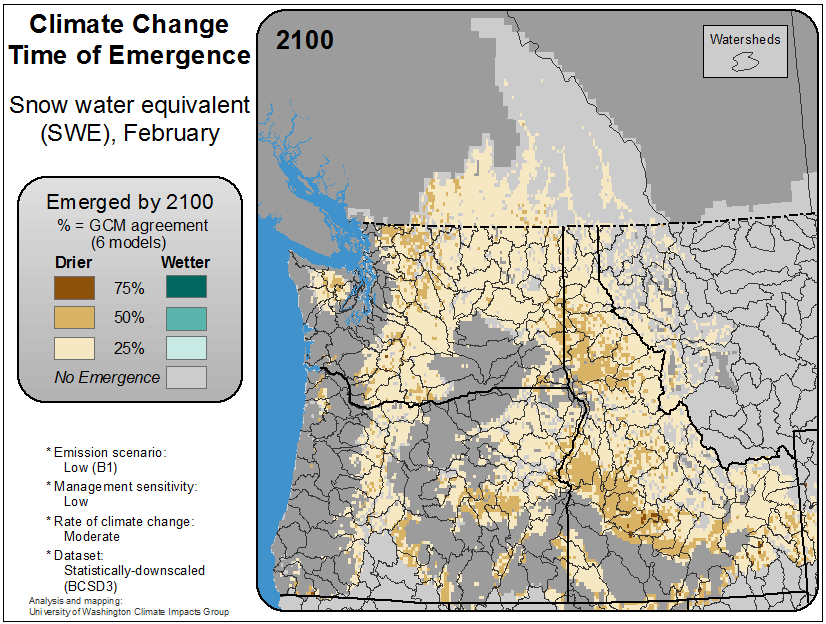 Climate Change
Time of Emergence
Snow water equivalent
(SWE), February
Emerged by 2100
% = GCM agreement
(6 models)
Drier Wetter
75%
50%
25%
No Emergence
* Emission scenario:
Low (B1)
* Management sensitivity:
Low
* Rate of climate change:
Moderate
* Dataset:
Statistically-downscaled
(BCSD3)
Analysis and mapping:
University of Washington Climate Impacts Group
2100
Watersheds